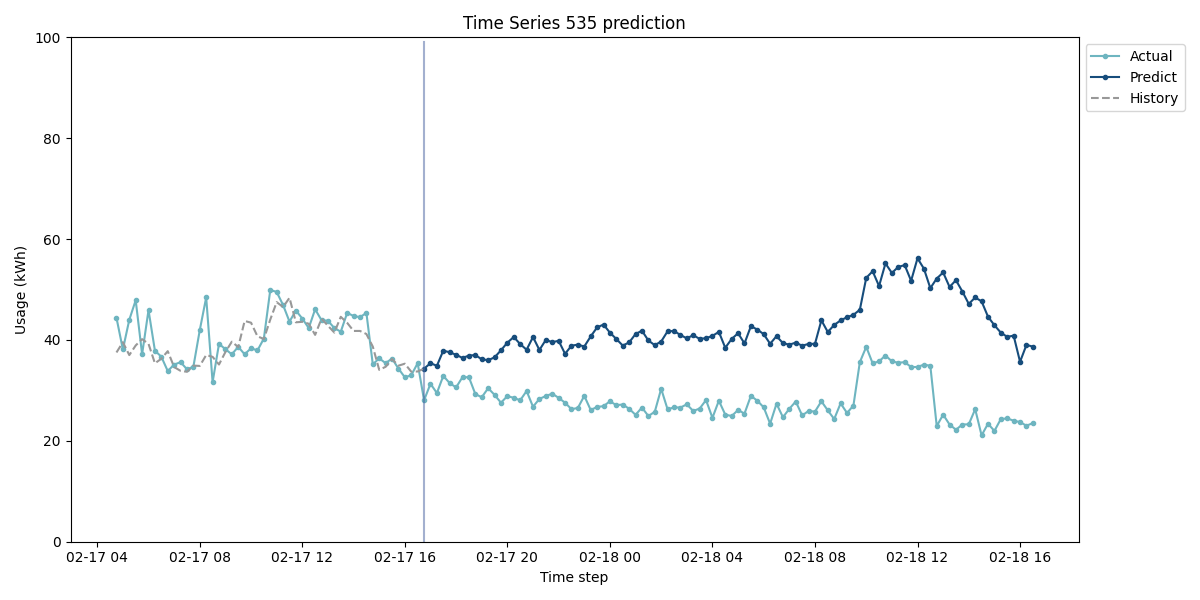 Time Series 535 prediction
Actual
Predict
History
Usage (kWh)
100
80
60
40
20
0
02-17 04 02-17 08 02-17 12 02-17 16 02-17 20 02-18 00 02-18 04 02-18 08 02-18 12 02-18 16
Time step